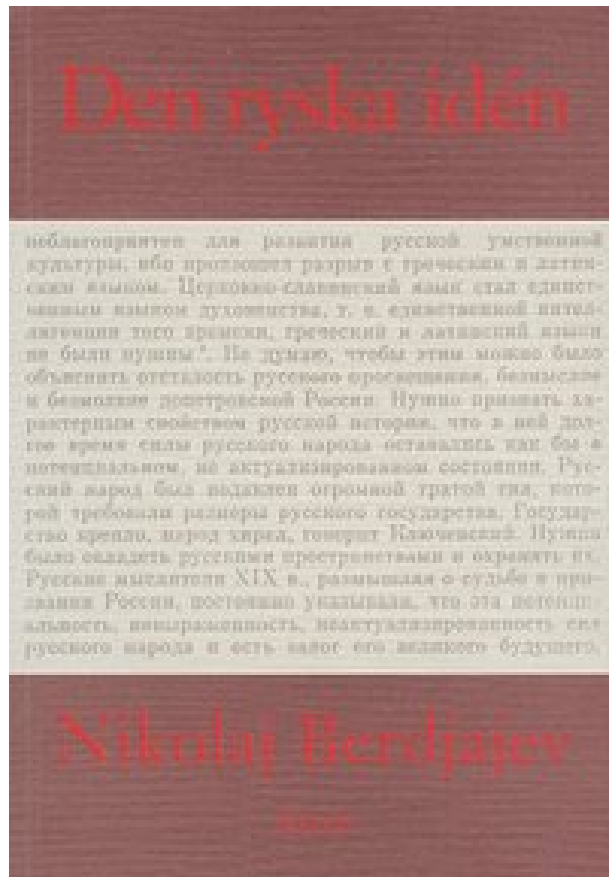 Den ryska idén
неблагоприятен для развития русской умственной
культуры, ибо произошел разрыв с греческим и латин-
ским языком. Церковно-славянский язык стал единст-
венным языком духовенства, т. е. единственной интел-
лигенции того времени, греческий и латинский языки
не были нужны". Не думаю, чтобы этим можно было
объяснить отсталость русского просвещения, безмыслие
и безмолвие допетровской России. Нужно признать ха-
рактерным свойством русской истории, что в ней дол-
гое время силы русского народа оставались как бы в
потенциальном, не актуализированном состоянии. Рус-
ский народ был подавлен огромной тратой сил, кото-
рой требовали размеры русского государства. Государ-
ство крепло, народ хирел, говорит Ключевский. Нужно
было овладеть русскими пространствами и охранять их.
Русские мыслители XIX в., размышляя о судьбе и при-
звании России, постоянно указывали, что эта потенци-
альность, невыраженность, неактуализированность сил
русского народа и есть залог его великого будущего.
Nikolaj Berdjajev